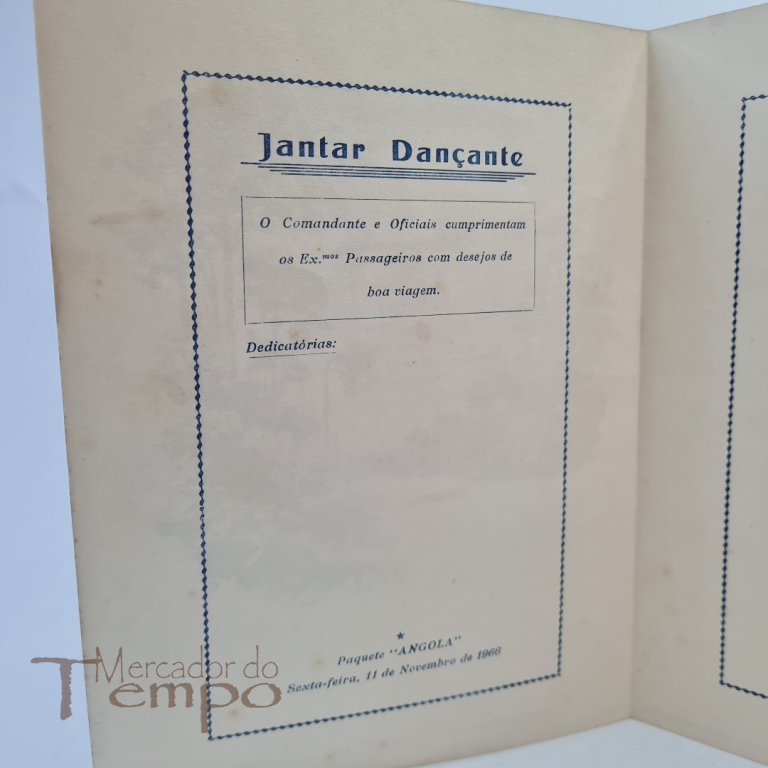 Jantar Dançante
O Comandante e Oficiais cumprimentam
os Ex.mos Passageiros com desejos de
boa viagem.
Dedicatórias:
Paquete "ANGOLA"
Sexta-feira, 11 de Novembro de 1966
Mercador do
Tempo